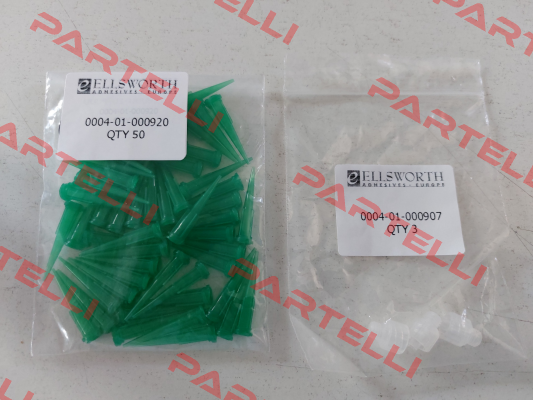 ELLSWORTH
ADHESIVES - EUROPE
0004-01-000920
QTY 50
ELLSWORTH
ADHESIVES - EUROPE
0004-01-000907
QTY 3
PARTELLI
PARTELLI
PARTELLI
PARTELLI
PARTELLI
PARTELLI